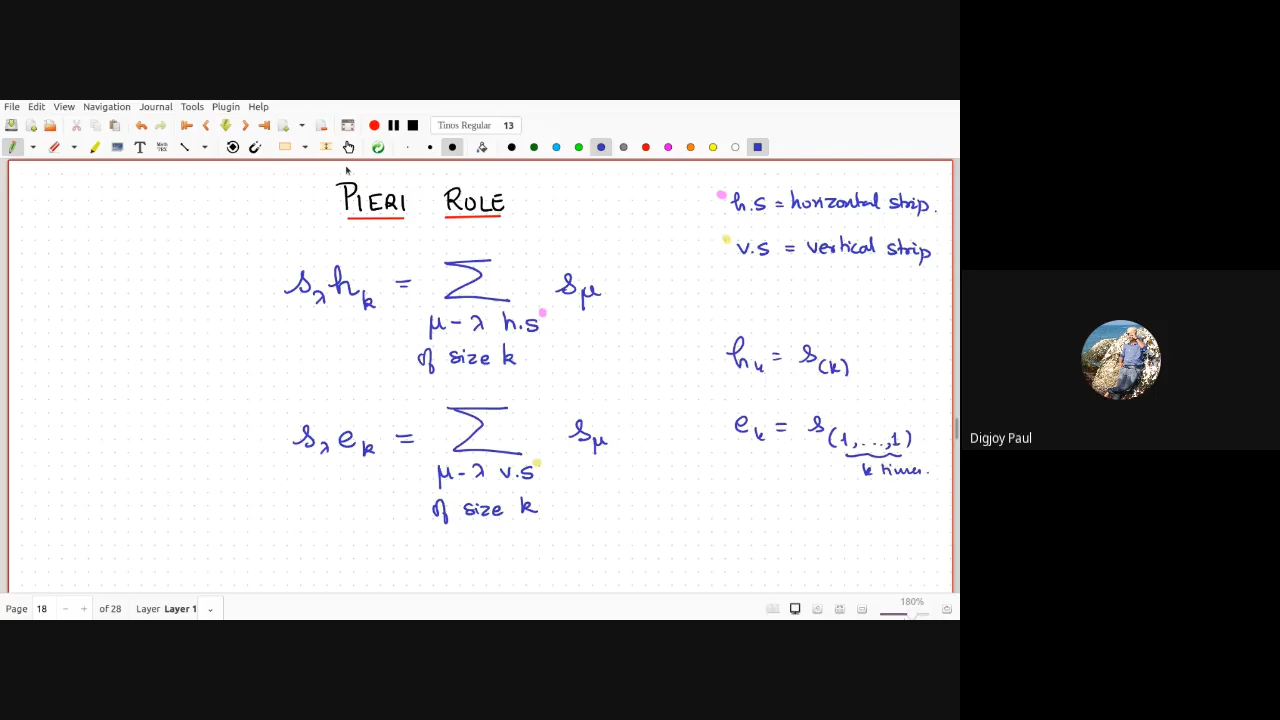 File Edit View Navigation Journal Tools Plugin Help
Tinos Regular 13
PIERI ROLE
h.s = horizontal strip.
v.s = vertical strip
s_λ h_k = ∑ s_μ
μ - λ h.s
of size k
h_k = s_(k)
s_λ e_k = ∑ s_μ
μ - λ v.s
of size k
e_k = s_(1,...,1)
k times.
Digjoy Paul
Page 18 of 28 Layer Layer 1 180%